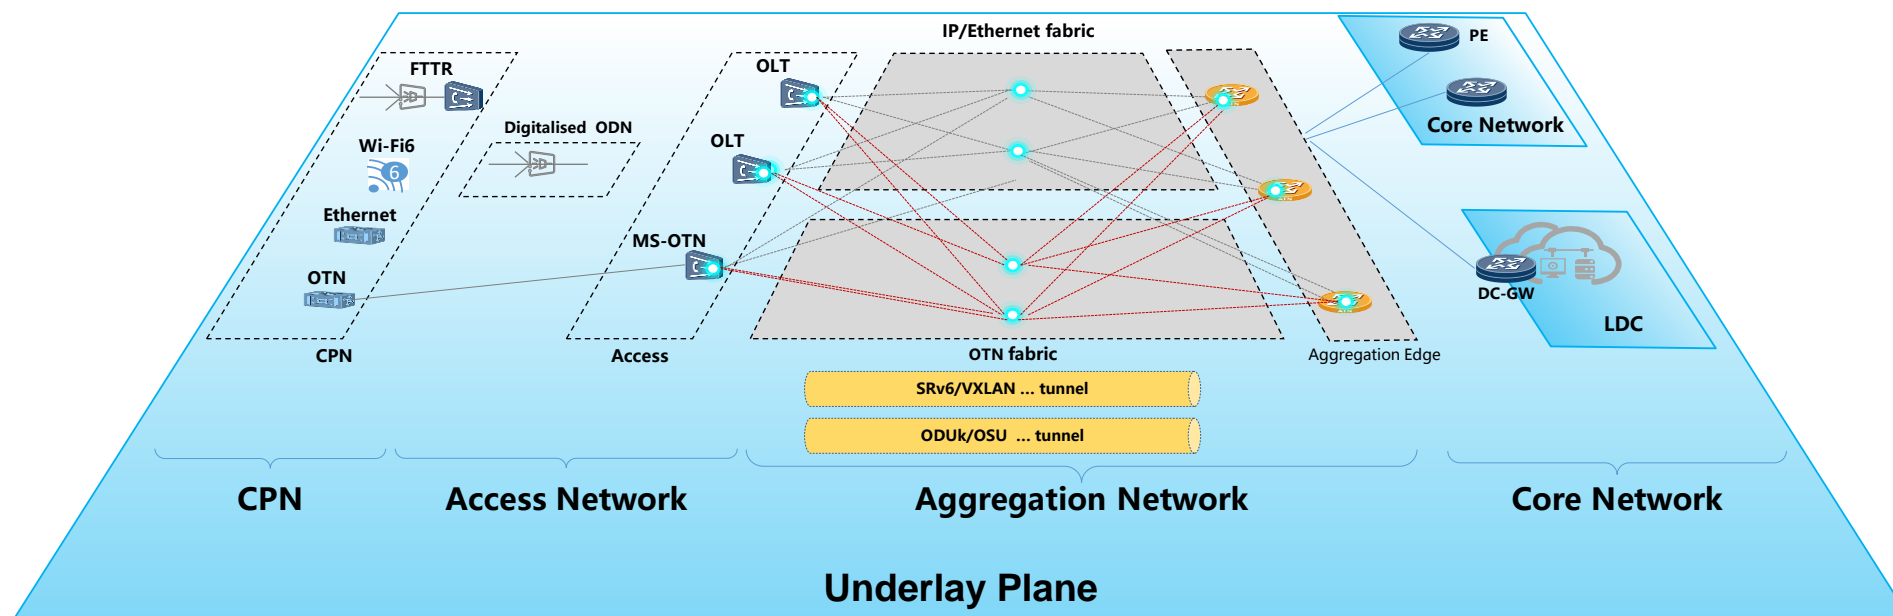 IP/Ethernet fabric
PE
FTTR
OLT
Core Network
Digitalised ODN
Wi-Fi6
6
OLT
Ethernet
MS-OTN
OTN
DC-GW
LDC
CPN
Access
OTN fabric
Aggregation Edge
SRv6/VXLAN ... tunnel
ODUk/OSU ... tunnel
CPN
Access Network
Aggregation Network
Core Network
Underlay Plane